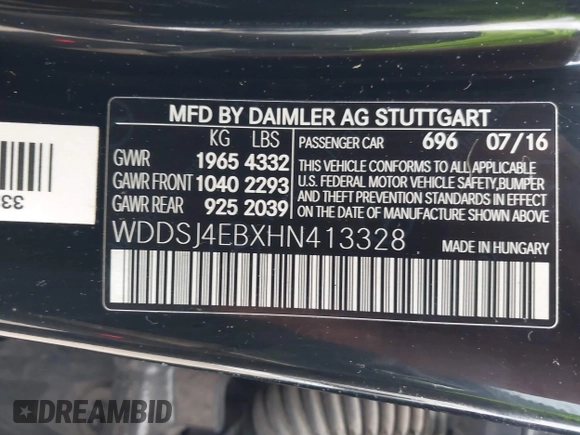 MFD BY DAIMLER AG STUTTGART
KG LBS
PASSENGER CAR 696 07/16
GWR 1965 4332
GAWR FRONT 1040 2293
GAWR REAR 925 2039
THIS VEHICLE CONFORMS TO ALL APPLICABLE
U.S. FEDERAL MOTOR VEHICLE SAFETY,BUMPER
AND THEFT PREVENTION STANDARDS IN EFFECT
ON THE DATE OF MANUFACTURE SHOWN ABOVE.
WDDSJ4EBXHN413328
MADE IN HUNGARY
DREAMBID